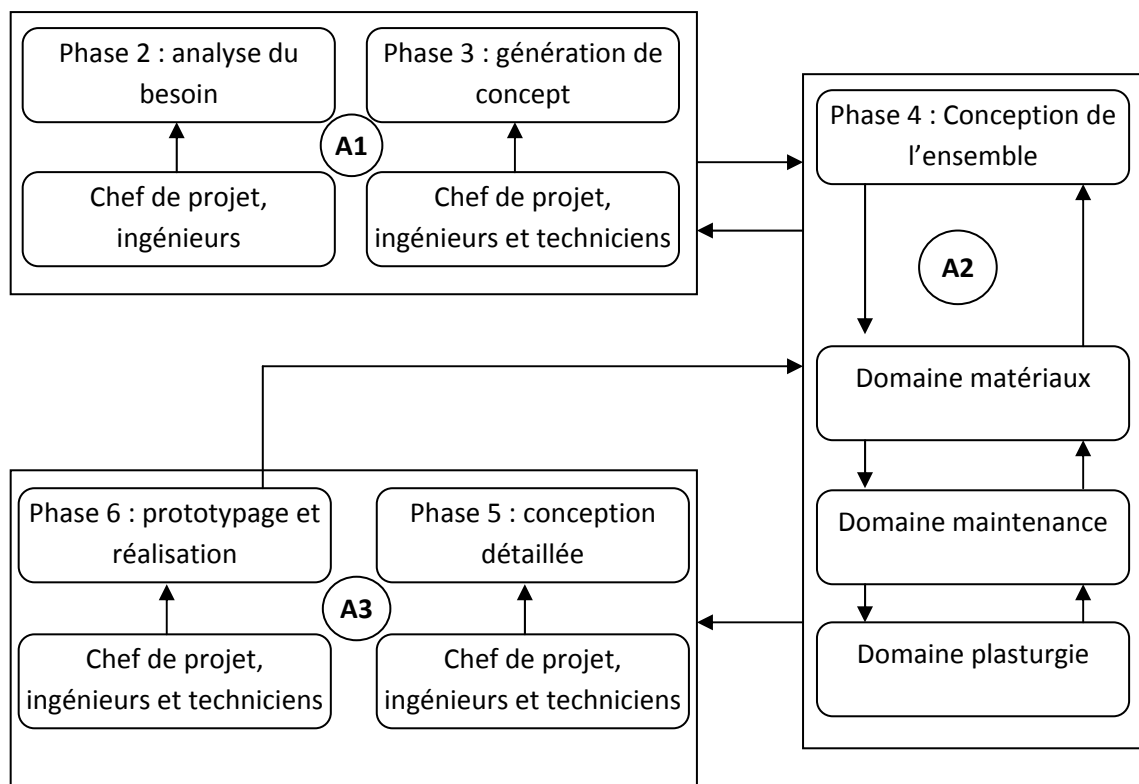 Phase 2 : analyse du
besoin
Phase 3 : génération de
concept
A1
Chef de projet,
ingénieurs
Chef de projet,
ingénieurs et techniciens
Phase 4 : Conception de
l’ensemble
A2
Domaine matériaux
Domaine maintenance
Domaine plasturgie
Phase 6 : prototypage et
réalisation
Phase 5 : conception
détaillée
A3
Chef de projet,
ingénieurs et techniciens
Chef de projet,
ingénieurs et techniciens